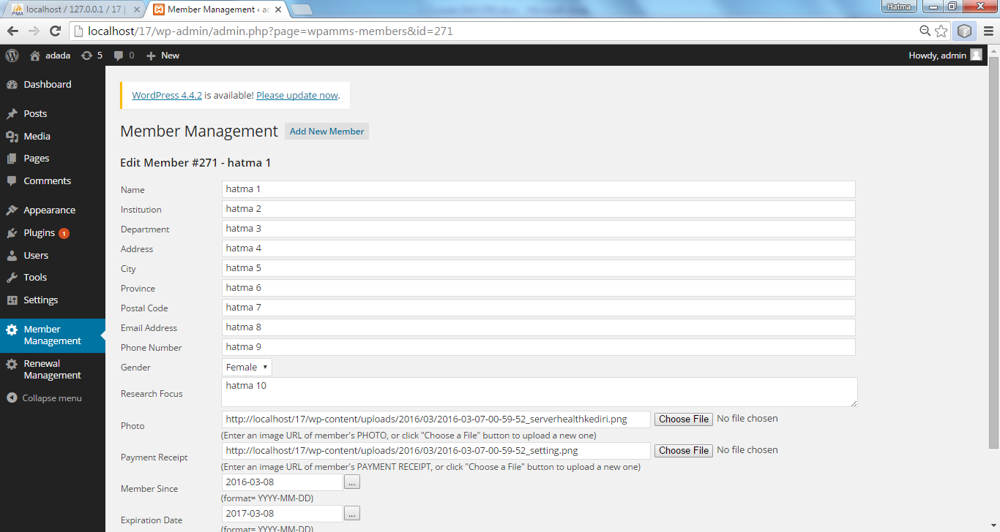 localhost / 127.0.0.1 / 17 |
Member Management ‹ ad
Hatma
localhost/17/wp-admin/admin.php?page=wpamms-members&id=271
adada 5 0 New
Howdy, admin
Dashboard
Posts
Media
Pages
Comments
Appearance
Plugins 1
Users
Tools
Settings
Member
Management
Renewal
Management
Collapse menu
WordPress 4.4.2 is available! Please update now.
Member Management Add New Member
Edit Member #271 - hatma 1
Name hatma 1
Institution hatma 2
Department hatma 3
Address hatma 4
City hatma 5
Province hatma 6
Postal Code hatma 7
Email Address hatma 8
Phone Number hatma 9
Gender Female
Research Focus hatma 10
Photo http://localhost/17/wp-content/uploads/2016/03/2016-03-07-00-59-52_serverhealthkediri.png Choose File No file chosen
(Enter an image URL of member's PHOTO, or click "Choose a File" button to upload a new one)
Payment Receipt http://localhost/17/wp-content/uploads/2016/03/2016-03-07-00-59-52_setting.png Choose File No file chosen
(Enter an image URL of member's PAYMENT RECEIPT, or click "Choose a File" button to upload a new one)
Member Since 2016-03-08 ...
(format= YYYY-MM-DD)
Expiration Date 2017-03-08 ...
(format= YYYY-MM-DD)